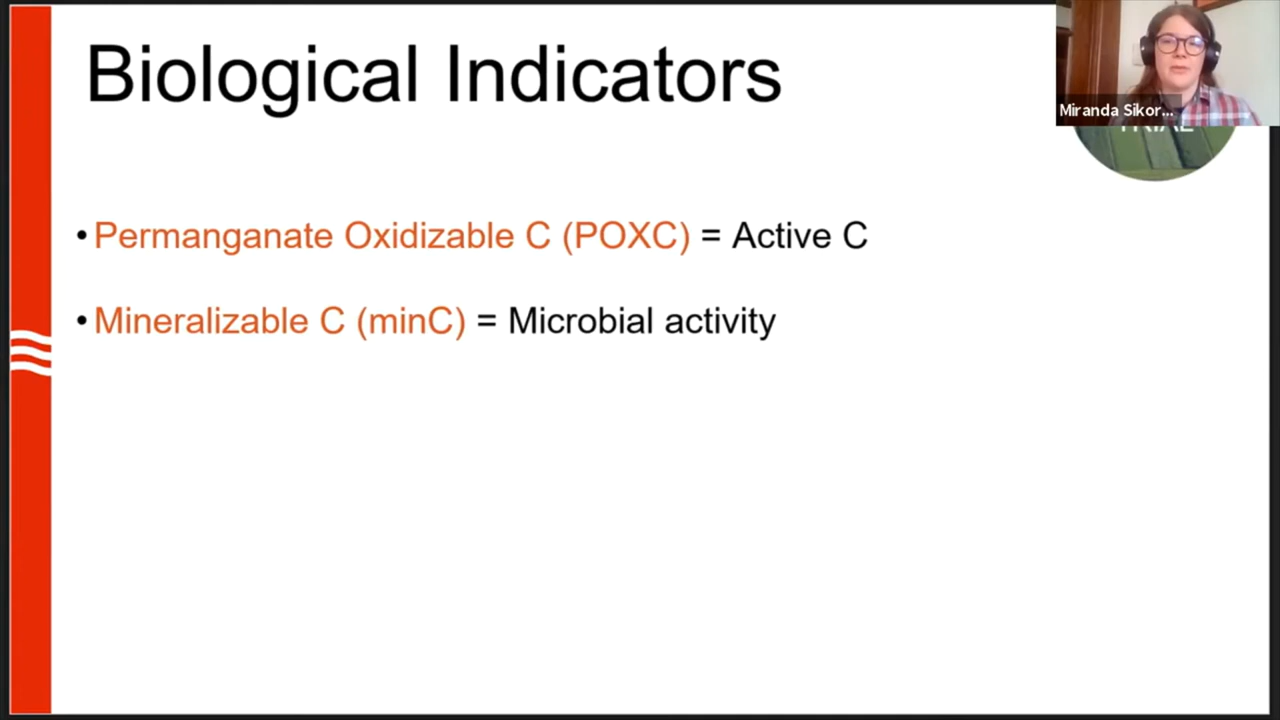 Biological Indicators
Miranda Sikor...
• Permanganate Oxidizable C (POXC) = Active C
• Mineralizable C (minC) = Microbial activity